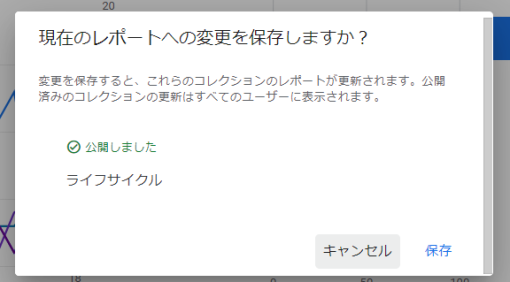 20
現在のレポートへの変更を保存しますか？
変更を保存すると、これらのコレクションのレポートが更新されます。公開
済みのコレクションの更新はすべてのユーザーに表示されます。
公開しました
ライフサイクル
キャンセル 保存
18 0 50 100